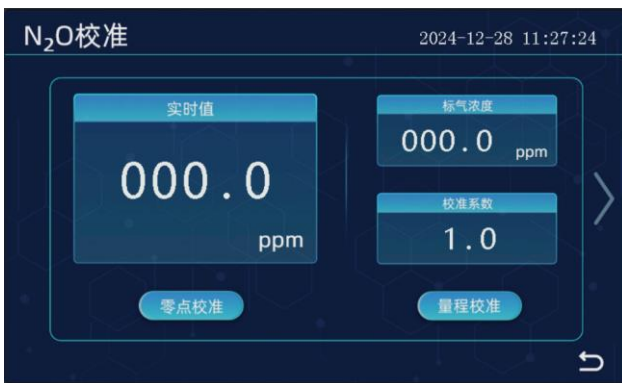 N₂O校准
2024-12-28 11:27:24
实时值
000.0
ppm
零点校准
标气浓度
000.0 ppm
校准系数
1.0
量程校准